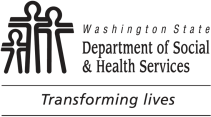 Washington State
Department of Social
& Health Services
Transforming lives